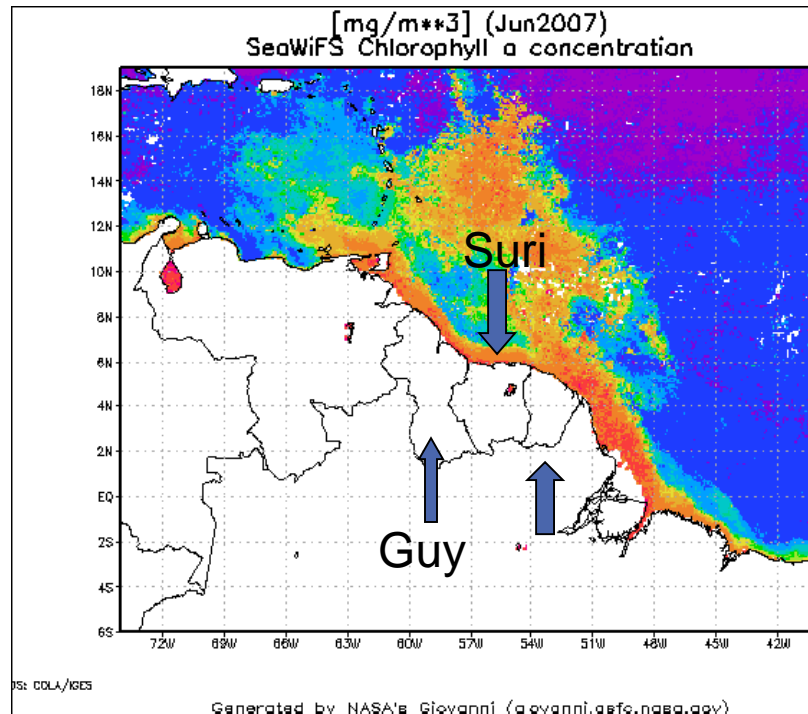 [mg/m**3] (Jun2007)
SeaWiFS Chlorophyll a concentration
18N
16N
14N
12N
Suri
10N
8N
6N
4N
2N
EQ
Guy
2S
4S
6S
72W 69W 66W 63W 60W 57W 54W 51W 48W 45W 42W
JS: COLA/IGES
Generated by NASA's Giovanni (giovanni.gsfc.nasa.gov)